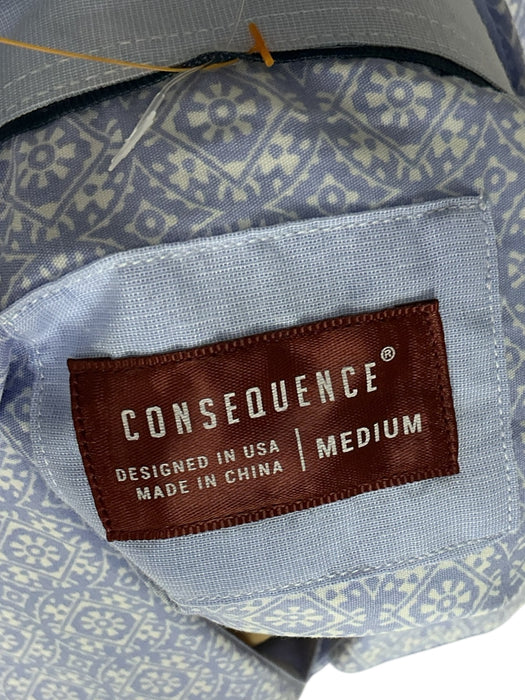 CONSEQUENCE®
DESIGNED IN USA
MADE IN CHINA
MEDIUM